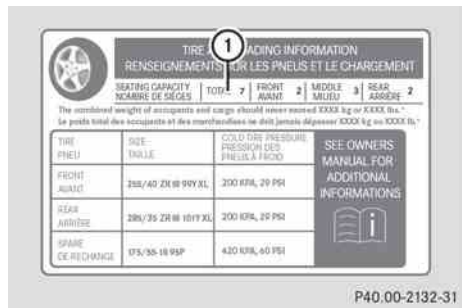 1
TIRE AND LOADING INFORMATION
RENSEIGNEMENTS SUR LES PNEUS ET LE CHARGEMENT
SEATING CAPACITY TOTAL 7 FRONT 2 MIDDLE 3 REAR 2
NOMBRE DE SIÈGES AVANT MILIEU ARRIÈRE
The combined weight of occupants and cargo should never exceed XXXX kg or XXXX lbs."
Le poids total des occupants et des marchandises ne doit jamais dépasser XXXX kg ou XXXX lb."
TIRE SIZE COLD TIRE PRESSURE
PNEU TAILLE PRESSION DES PNEUS À FROID
SEE OWNERS
MANUAL FOR
ADDITIONAL
INFORMATIONS
i
FRONT
AVANT
255/40 ZR 18 99Y XL 200 KPA, 29 PSI
REAR
ARRIÈRE
285/35 ZR 18 101Y XL 200 KPA, 29 PSI
SPARE
DE RECHANGE
175/55-18 95P 420 KPA, 60 PSI
P40.00-2132-31